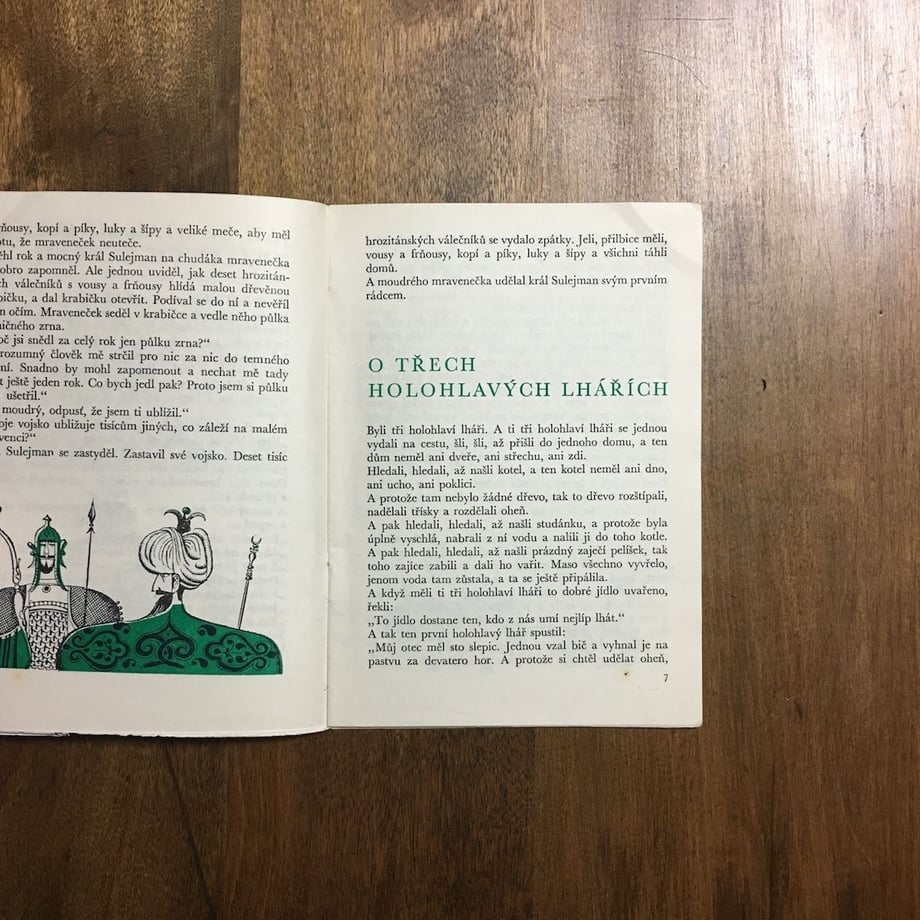 kopí a píky, luky a šípy a veliké meče, aby měl
že mraveneček neuteče.
rok a mocný král Sulejman na chudáka mravenečka
zapomněl. Ale jednou uviděl, jak deset hrozitán-
válečníků s vousy a frňousy hlídá malou dřevěnou
a dal krabičku otevřít. Podíval se do ní a nevěřil
očím. Mraveneček seděl v krabičce a vedle něho půlka
zrna.
jsi snědl za celý rok jen půlku zrna?“
rozumný člověk mě strčil pro nic za nic do temného
Snadno by mohl zapomenout a nechat mě tady
ještě jeden rok. Co bych jedl pak? Proto jsem si půlku
ušetřil.“
moudrý, odpusť, že jsem ti ublížil.“
vojsko ubližuje tisícům jiných, co záleží na malém
Sulejman se zastyděl. Zastavil své vojsko. Deset tisíc
hrozitánských válečníků se vydalo zpátky. Jeli, přilbice měli,
vousy a frňousy, kopí a píky, luky a šípy a všichni táhli
domů.
A moudrého mravenečka udělal král Sulejman svým prvním
rádcem.
O TŘECH
HOLOHLAVÝCH LHÁŘÍCH
Byli tři holohlaví lháři. A ti tři holohlaví lháři se jednou
vydali na cestu, šli, šli, až přišli do jednoho domu, a ten
dům neměl ani dveře, ani střechu, ani zdi.
Hledali, hledali, až našli kotel, a ten kotel neměl ani dno,
ani ucho, ani poklici.
A protože tam nebylo žádné dřevo, tak to dřevo rozštípali,
nadělali třísky a rozdělali oheň.
A pak hledali, hledali, až našli studánku, a protože byla
úplně vyschlá, nabrali z ní vodu a nalili ji do toho kotle.
A pak hledali, hledali, až našli prázdný zaječí pelíšek, tak
toho zajíce zabili a dali ho vařit. Maso všechno vyvřelo,
jenom voda tam zůstala, a ta se ještě připálila.
A když měli ti tři holohlaví lháři to dobré jídlo uvařeno,
řekli:
„To jídlo dostane ten, kdo z nás umí nejlíp lhát.“
A tak ten první holohlavý lhář spustil:
„Můj otec měl sto slepic. Jednou vzal bič a vyhnal je na
pastvu za devatero hor. A protože si chtěl udělat oheň,
7